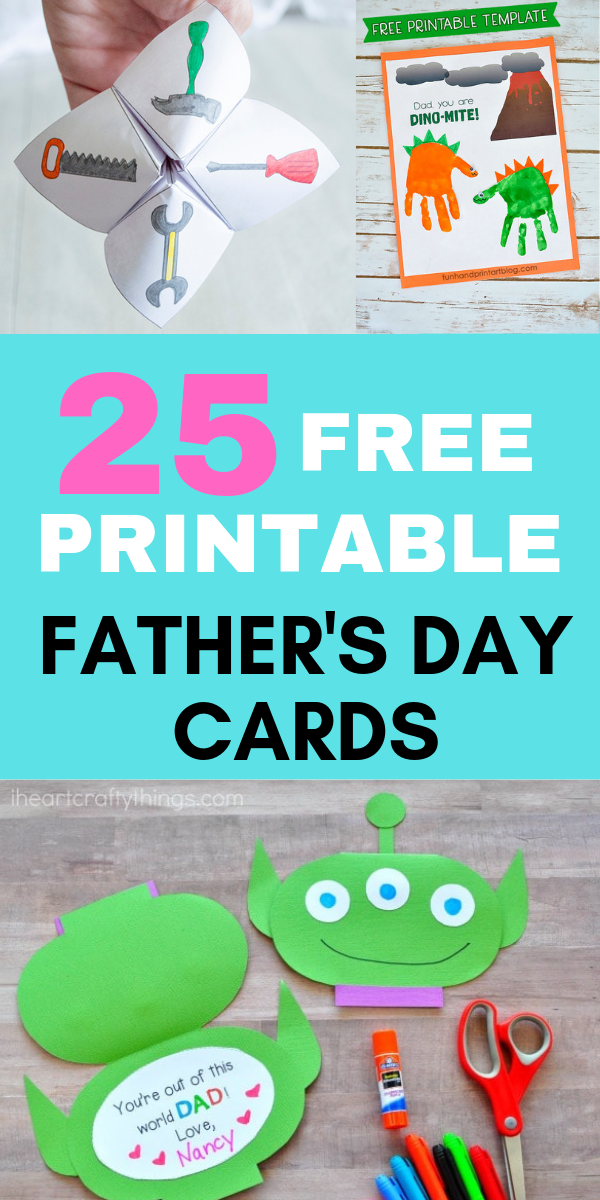 FREE PRINTABLE TEMPLATE
Dad, you are
DINO-MITE!
funhandprintartblog.com
25 FREE
PRINTABLE
FATHER'S DAY
CARDS
iheartcraftythings.com
You're out of this
world DAD!
Love,
Nancy